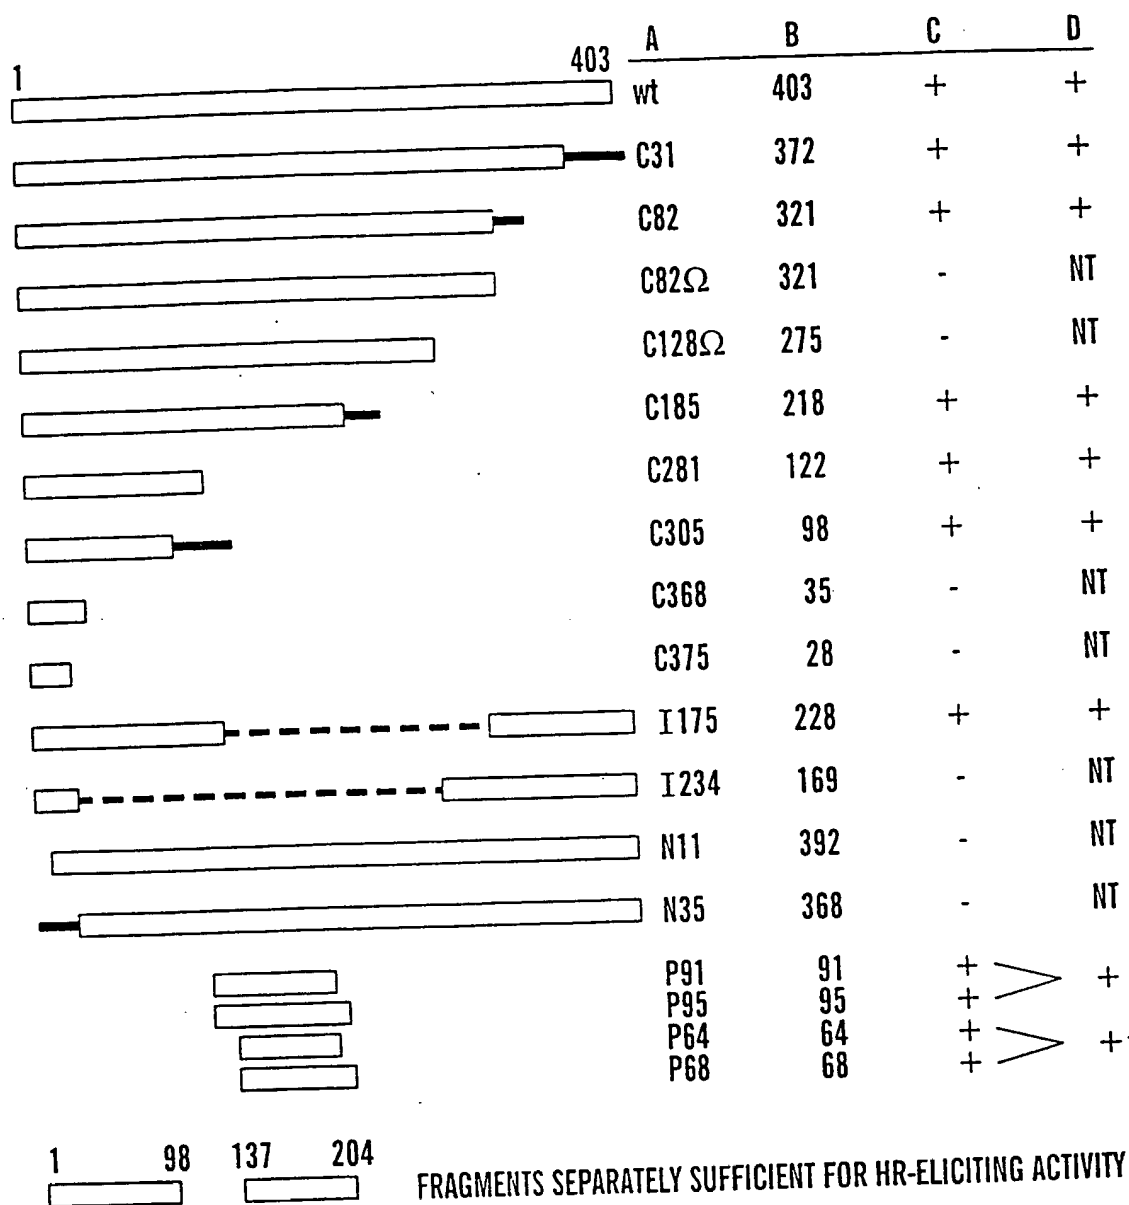 A B C D
1 403
wt 403 + +
C31 372 + +
C82 321 + +
C82Ω 321 - NT
C128Ω 275 - NT
C185 218 + +
C281 122 + +
C305 98 + +
C368 35 - NT
C375 28 - NT
I175 228 + +
I234 169 - NT
N11 392 - NT
N35 368 - NT
P91 91 + +
P95 95 +
P64 64 + +
P68 68 +
1 98 137 204
FRAGMENTS SEPARATELY SUFFICIENT FOR HR-ELICITING ACTIVITY